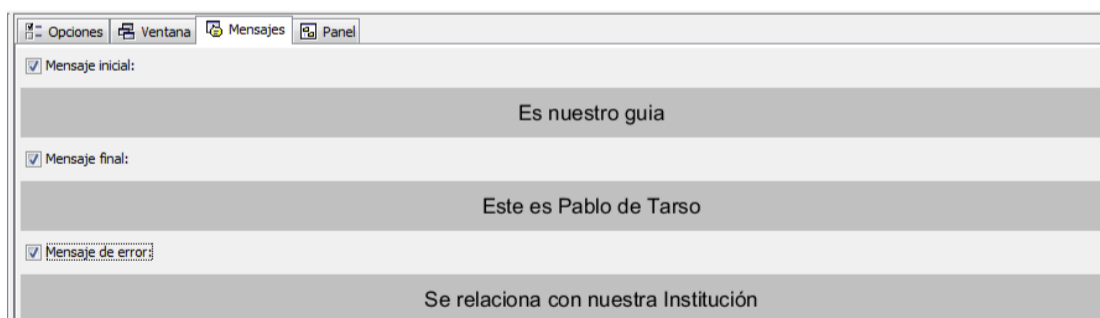 Opciones Ventana Mensajes Panel
Mensaje inicial:
Es nuestro guia
Mensaje final:
Este es Pablo de Tarso
Mensaje de error:
Se relaciona con nuestra Institución